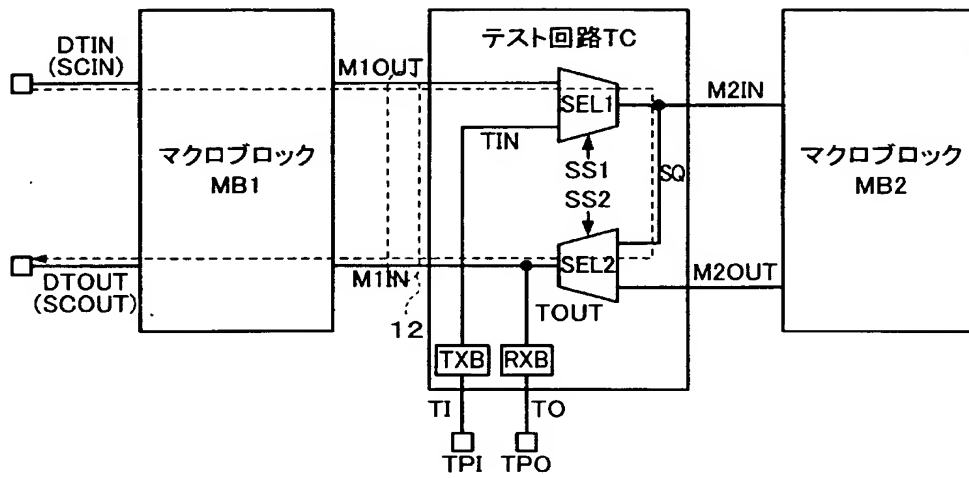 DTIN
(SCIN)
マクロブロック
MB1
DTOUT
(SCOUT)
M1OUT
M1IN
12
テスト回路TC
SEL1
TIN
SS1
SS2
SQ
SEL2
TOUT
TXB
RXB
TI
TO
TPI
TPO
M2IN
M2OUT
マクロブロック
MB2